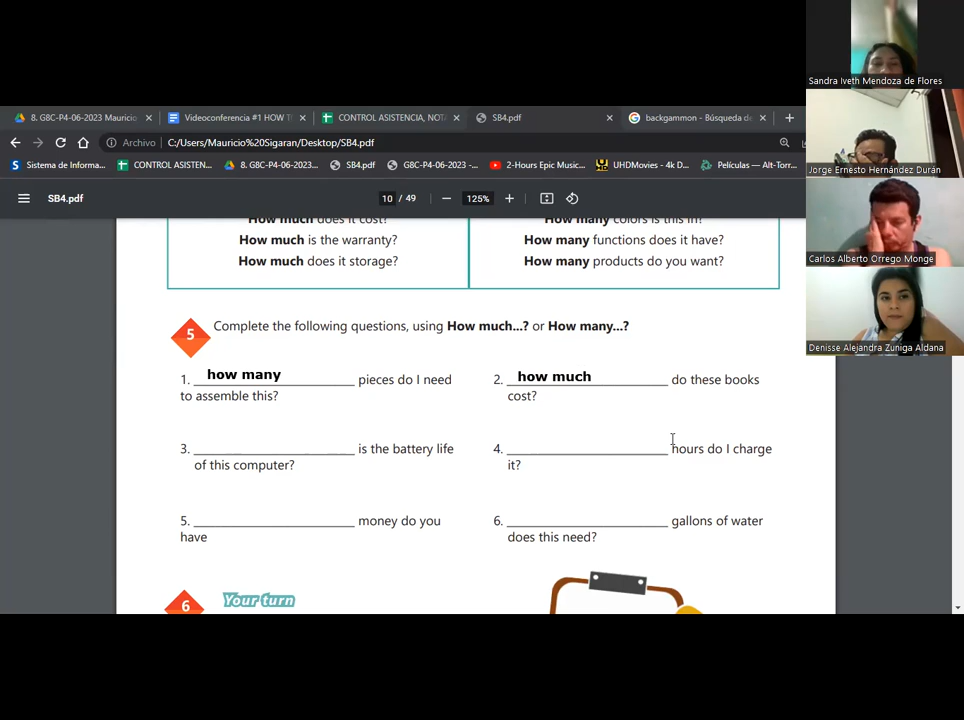 Sandra Iveth Mendoza de Flores
8. G8C-P4-06-2023 Mauricio
Videoconferencia #1 HOW T
CONTROL ASISTENCIA, NOTA
SB4.pdf
backgammon - Búsqueda de
Archivo
C:/Users/Mauricio%20Sigaran/Desktop/SB4.pdf
Sistema de Informa...
CONTROL ASISTEN...
8. G8C-P4-06-2023...
SB4.pdf
G8C-P4-06-2023 -...
2-Hours Epic Music...
UHDMovies - 4k D...
Películas — Alt-Torr...
Jorge Ernesto Hernández Durán
SB4.pdf
10 / 49
125%
How much does it cost?
How many colors is this in?
How much is the warranty?
How many functions does it have?
How much does it storage?
How many products do you want?
Carlos Alberto Orrego Monge
5
Complete the following questions, using How much...? or How many...?
Denisse Alejandra Zuniga Aldana
1. how many pieces do I need
to assemble this?
2. how much do these books
cost?
3. ____________________ is the battery life
of this computer?
4. ____________________ hours do I charge
it?
5. ____________________ money do you
have
6. ____________________ gallons of water
does this need?
6
Your turn